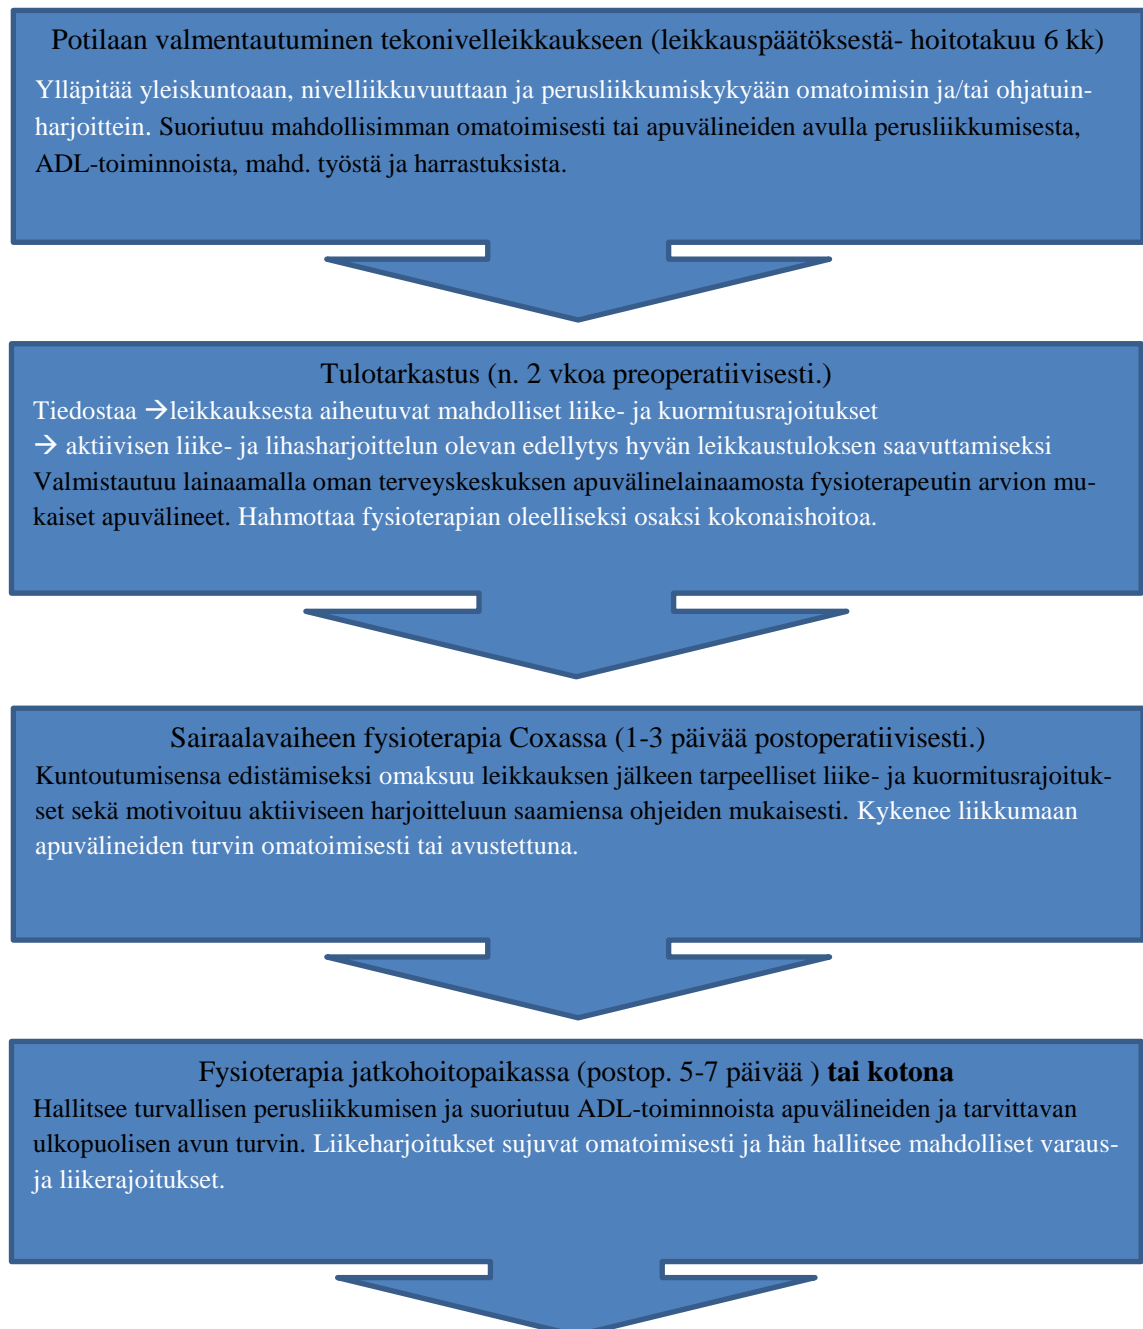 Potilaan valmentautuminen tekonivelleikkaukseen (leikkauspäätöksestä- hoitotakuu 6 kk)
Ylläpitää yleiskuntoaan, nivelliikkuvuuttaan ja perusliikkumiskykyään omatoimisin ja/tai ohjatuin-
harjoittein. Suoriutuu mahdollisimman omatoimisesti tai apuvälineiden avulla perusliikkumisesta,
ADL-toiminnoista, mahd. työstä ja harrastuksista.
Tulotarkastus (n. 2 vkoa preoperatiivisesti.)
Tiedostaa →leikkauksesta aiheutuvat mahdolliset liike- ja kuormitusrajoitukset
→ aktiivisen liike- ja lihasharjoittelun olevan edellytys hyvän leikkaustuloksen saavuttamiseksi
Valmistautuu lainaamalla oman terveyskeskuksen apuvälinelainaamosta fysioterapeutin arvion mu-
kaiset apuvälineet. Hahmottaa fysioterapian oleelliseksi osaksi kokonaishoitoa.
Sairaalavaiheen fysioterapia Coxassa (1-3 päivää postoperatiivisesti.)
Kuntoutumisensa edistämiseksi omaksuu leikkauksen jälkeen tarpeelliset liike- ja kuormitusrajoituk-
set sekä motivoituu aktiiviseen harjoitteluun saamiensa ohjeiden mukaisesti. Kykenee liikkumaan
apuvälineiden turvin omatoimisesti tai avustettuna.
Fysioterapia jatkohoitopaikassa (postop. 5-7 päivää ) tai kotona
Hallitsee turvallisen perusliikkumisen ja suoriutuu ADL-toiminnoista apuvälineiden ja tarvittavan
ulkopuolisen avun turvin. Liikeharjoitukset sujuvat omatoimisesti ja hän hallitsee mahdolliset varaus-
ja liikerajoitukset.